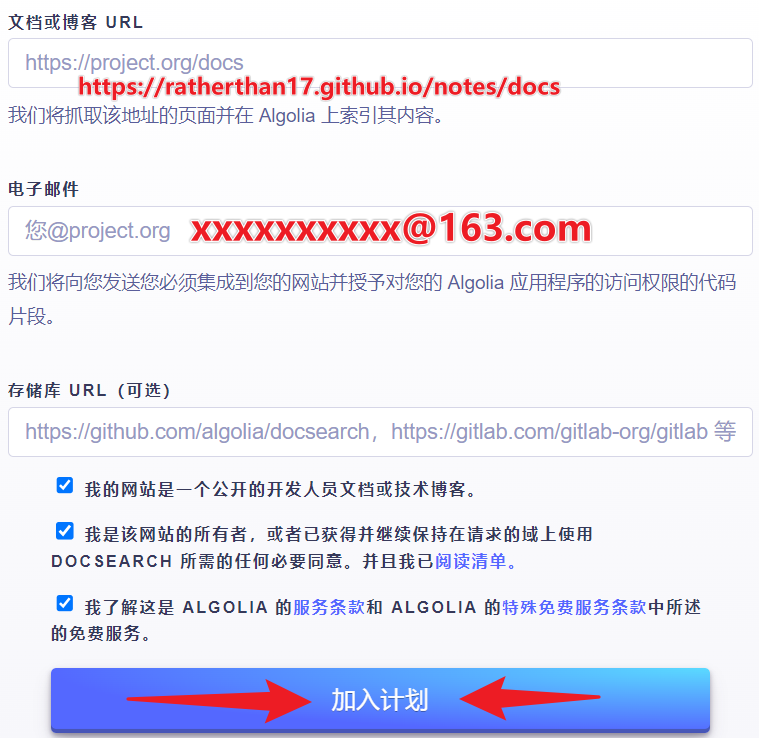 文档或博客 URL
https://project.org/docs
https://ratherthan17.github.io/notes/docs
我们将抓取该地址的页面并在 Algolia 上索引其内容。
电子邮件
您@project.org xxxxxxxxxx@163.com
我们将向您发送您必须集成到您的网站并授予对您的 Algolia 应用程序的访问权限的代码
片段。
存储库 URL（可选）
https://github.com/algolia/docsearch，https://gitlab.com/gitlab-org/gitlab 等
我的网站是一个公开的开发人员文档或技术博客。
我是该网站的所有者，或者已获得并继续保持在请求的域上使用
DOCSEARCH 所需的任何必要同意。并且我已阅读清单。
我了解这是 ALGOLIA 的服务条款和 ALGOLIA 的特殊免费服务条款中所述
的免费服务。
加入计划